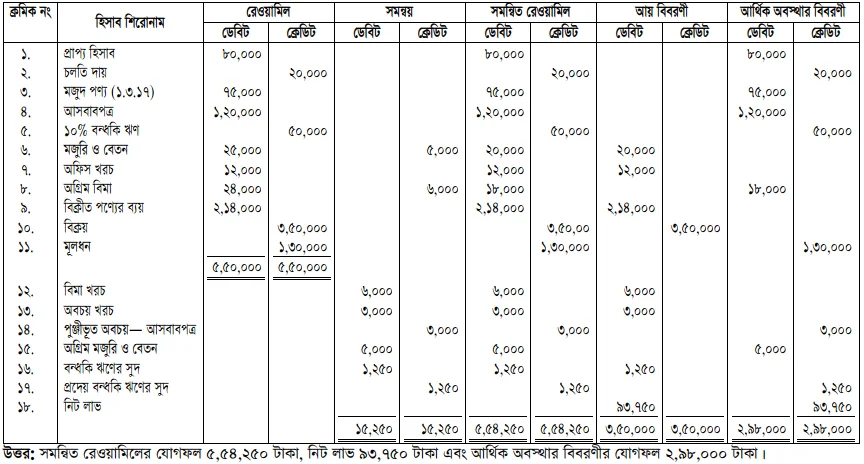 ক্রমিক নং হিসাব শিরোনাম রেওয়ামিল সমন্বয় সমন্বিত রেওয়ামিল আয় বিবরণী আর্থিক অবস্থার বিবরণী
ডেবিট ক্রেডিট ডেবিট ক্রেডিট ডেবিট ক্রেডিট ডেবিট ক্রেডিট ডেবিট ক্রেডিট
১. প্রাপ্য হিসাব ৮০,০০০ ৮০,০০০ ৮০,০০০
২. চলতি দায় ২০,০০০ ২০,০০০ ২০,০০০
৩. মজুদ পণ্য (১.৩.১৭) ৭৫,০০০ ৭৫,০০০ ৭৫,০০০
৪. আসবাবপত্র ১,২০,০০০ ১,২০,০০০ ১,২০,০০০
৫. ১০% বন্ধকি ঋণ ৫০,০০০ ৫০,০০০ ৫০,০০০
৬. মজুরি ও বেতন ২৫,০০০ ৫,০০০ ২০,০০০ ২০,০০০
৭. অফিস খরচ ১২,০০০ ১২,০০০ ১২,০০০
৮. অগ্রিম বিমা ২৪,০০০ ৬,০০০ ১৮,০০০ ১৮,০০০
৯. বিক্রীত পণ্যের ব্যয় ২,১৪,০০০ ২,১৪,০০০ ২,১৪,০০০
১০. বিক্রয় ৩,৫০,০০০ ৩,৫০,০০ ৩,৫০,০০০
১১. মূলধন ১,৩০,০০০ ১,৩০,০০০ ১,৩০,০০০
৫,৫০,০০০ ৫,৫০,০০০
১২. বিমা খরচ ৬,০০০ ৬,০০০ ৬,০০০
১৩. অবচয় খরচ ৩,০০০ ৩,০০০ ৩,০০০
১৪. পুঞ্জীভূত অবচয়— আসবাবপত্র ৩,০০০ ৩,০০০ ৩,০০০
১৫. অগ্রিম মজুরি ও বেতন ৫,০০০ ৫,০০০ ৫,০০০
১৬. বন্ধকি ঋণের সুদ ১,২৫০ ১,২৫০ ১,২৫০
১৭. প্রদেয় বন্ধকি ঋণের সুদ ১,২৫০ ১,২৫০ ১,২৫০
১৮. নিট লাভ ৯৩,৭৫০ ৯৩,৭৫০
১৫,২৫০ ১৫,২৫০ ৫,৫৪,২৫০ ৫,৫৪,২৫০ ৩,৫০,০০০ ৩,৫০,০০০ ২,৯৮,০০০ ২,৯৮,০০০
উত্তর: সমন্বিত রেওয়ামিলের যোগফল ৫,৫৪,২৫০ টাকা, নিট লাভ ৯৩,৭৫০ টাকা এবং আর্থিক অবস্থার বিবরণীর যোগফল ২,৯৮,০০০ টাকা।